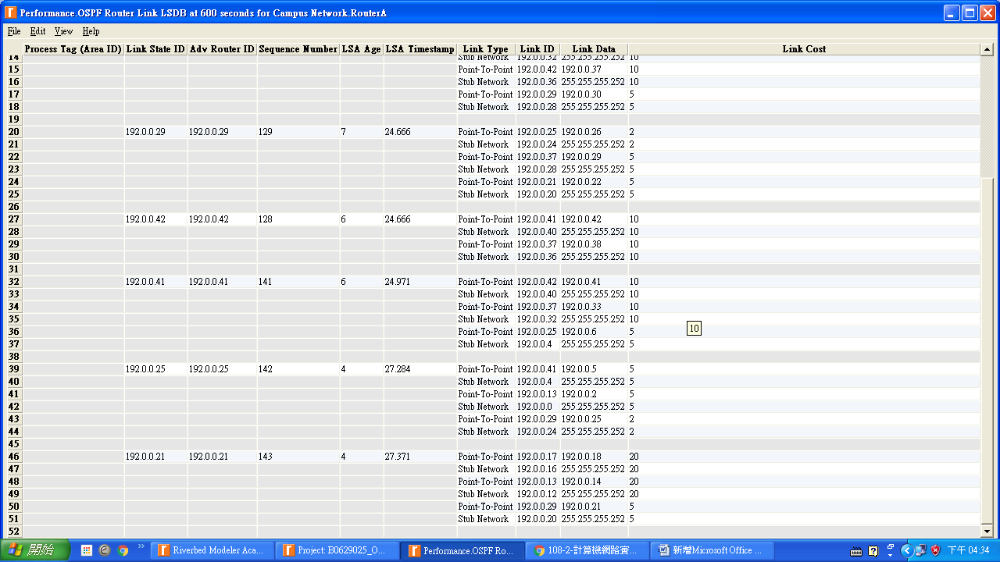 Performance.OSPF Router Link LSDB at 600 seconds for Campus Network.RouterA
File Edit View Help
Process Tag (Area ID) Link State ID Adv Router ID Sequence Number LSA Age LSA Timestamp Link Type Link ID Link Data Link Cost
14 Stub Network 192.0.0.32 255.255.255.252 10
15 Point-To-Point 192.0.0.42 192.0.0.37 10
16 Stub Network 192.0.0.36 255.255.255.252 10
17 Point-To-Point 192.0.0.29 192.0.0.30 5
18 Stub Network 192.0.0.28 255.255.255.252 5
19
20 192.0.0.29 192.0.0.29 129 7 24.666 Point-To-Point 192.0.0.25 192.0.0.26 2
21 Stub Network 192.0.0.24 255.255.255.252 2
22 Point-To-Point 192.0.0.37 192.0.0.29 5
23 Stub Network 192.0.0.28 255.255.255.252 5
24 Point-To-Point 192.0.0.21 192.0.0.22 5
25 Stub Network 192.0.0.20 255.255.255.252 5
26
27 192.0.0.42 192.0.0.42 128 6 24.666 Point-To-Point 192.0.0.41 192.0.0.42 10
28 Stub Network 192.0.0.40 255.255.255.252 10
29 Point-To-Point 192.0.0.37 192.0.0.38 10
30 Stub Network 192.0.0.36 255.255.255.252 10
31
32 192.0.0.41 192.0.0.41 141 6 24.971 Point-To-Point 192.0.0.42 192.0.0.41 10
33 Stub Network 192.0.0.40 255.255.255.252 10
34 Point-To-Point 192.0.0.37 192.0.0.33 10
35 Stub Network 192.0.0.32 255.255.255.252 10
36 Point-To-Point 192.0.0.25 192.0.0.6 5
10
37 Stub Network 192.0.0.4 255.255.255.252 5
38
39 192.0.0.25 192.0.0.25 142 4 27.284 Point-To-Point 192.0.0.41 192.0.0.5 5
40 Stub Network 192.0.0.4 255.255.255.252 5
41 Point-To-Point 192.0.0.13 192.0.0.2 5
42 Stub Network 192.0.0.0 255.255.255.252 5
43 Point-To-Point 192.0.0.29 192.0.0.25 2
44 Stub Network 192.0.0.24 255.255.255.252 2
45
46 192.0.0.21 192.0.0.21 143 4 27.371 Point-To-Point 192.0.0.17 192.0.0.18 20
47 Stub Network 192.0.0.16 255.255.255.252 20
48 Point-To-Point 192.0.0.13 192.0.0.14 20
49 Stub Network 192.0.0.12 255.255.255.252 20
50 Point-To-Point 192.0.0.29 192.0.0.21 5
51 Stub Network 192.0.0.20 255.255.255.252 5
52
開始 Riverbed Modeler Aca... Project: B0629025_O... Performance.OSPF Ro... 108-2-計算機網路實... 新增Microsoft Office ... 下午 04:34